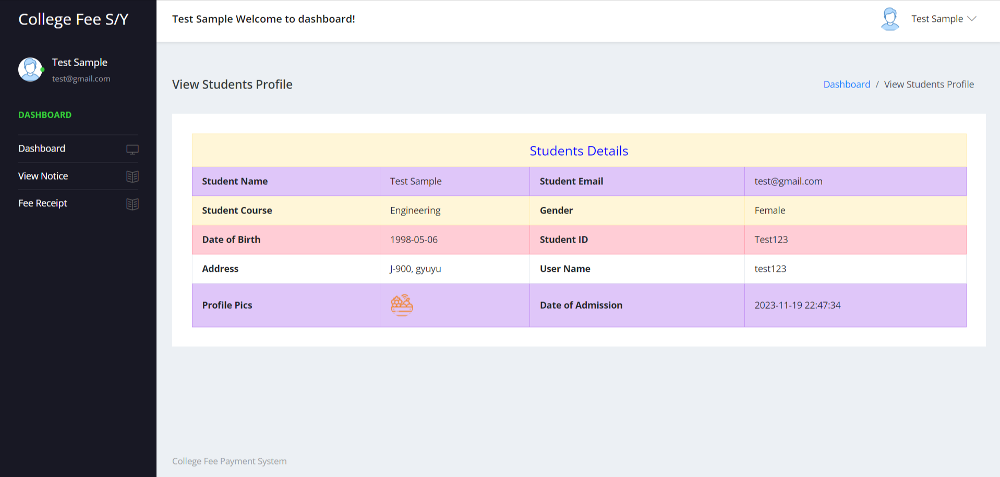 College Fee S/Y
Test Sample Welcome to dashboard!
Test Sample
Test Sample
test@gmail.com
DASHBOARD
Dashboard
View Notice
Fee Receipt
View Students Profile
Dashboard / View Students Profile
Students Details
Student Name Test Sample Student Email test@gmail.com
Student Course Engineering Gender Female
Date of Birth 1998-05-06 Student ID Test123
Address J-900, gyuyu User Name test123
Profile Pics Date of Admission 2023-11-19 22:47:34
College Fee Payment System